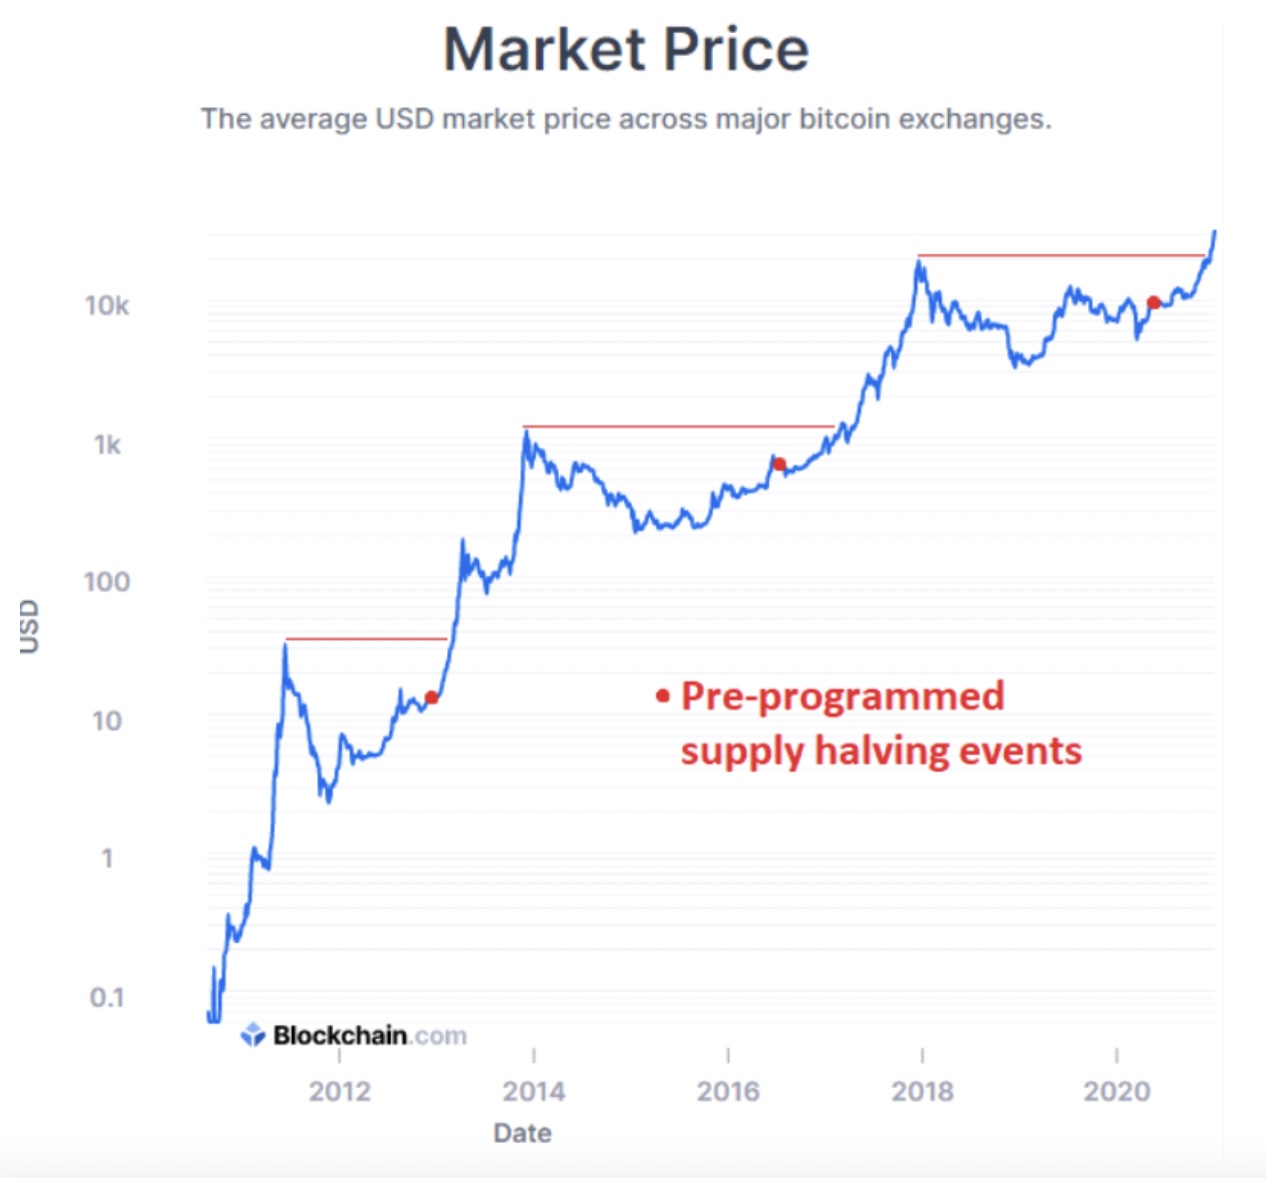 Market Price
The average USD market price across major bitcoin exchanges.
10k
1k
100
USD
10
1
0.1
• Pre-programmed
supply halving events
Blockchain.com
2012 2014 2016 2018 2020
Date